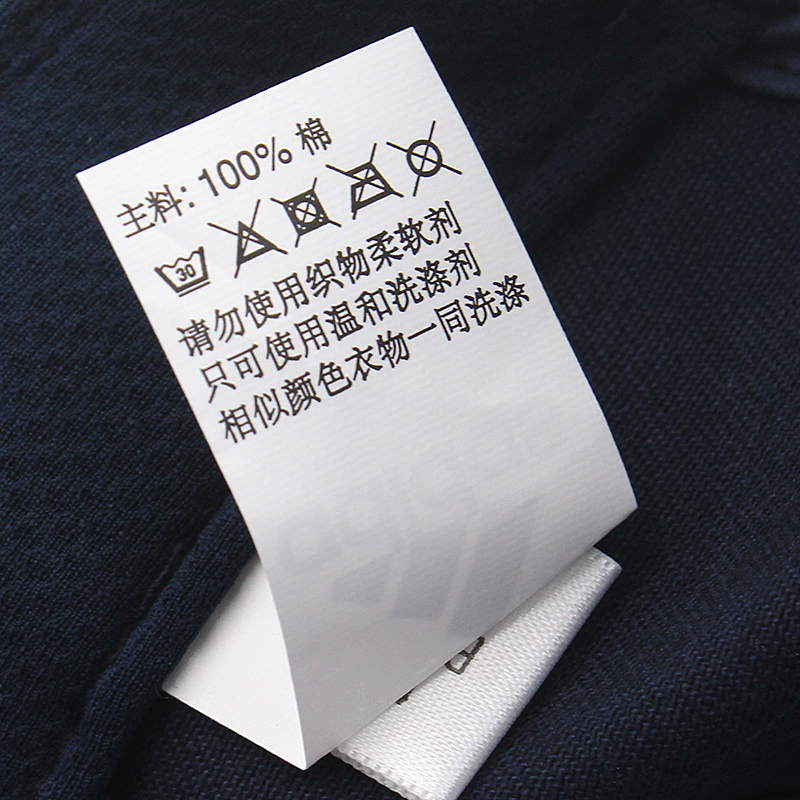 主料: 100% 棉
30
请勿使用织物柔软剂
只可使用温和洗涤剂
相似颜色衣物一同洗涤